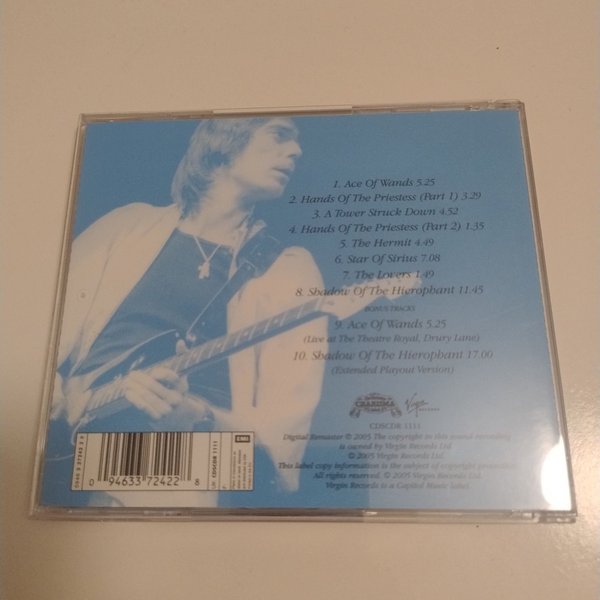 1. Ace Of Wands 5.25
2. Hands Of The Priestess (Part 1) 3.29
3. A Tower Struck Down 4.52
4. Hands Of The Priestess (Part 2) 1.35
5. The Hermit 4.49
6. Star Of Sirius 7.08
7. The Lovers 1.49
8. Shadow Of The Hierophant 11.45
BONUS TRACKS
9. Ace Of Wands 5.25
(Live at The Theatre Royal, Drury Lane)
10. Shadow Of The Hierophant 17.00
(Extended Playout Version)
CHARISMA
Virgin
RECORDS
CDSCDR 1111
Digital Remaster ℗ 2005 The copyright in this sound recording
is owned by Virgin Records Ltd.
© 2005 Virgin Records Ltd.
This label copy information is the subject of copyright protection.
All rights reserved. © 2005 Virgin Records Ltd.
Virgin Records is a Capitol Music label.
0 94633 72422 8
CDSCDR 1111
EMI